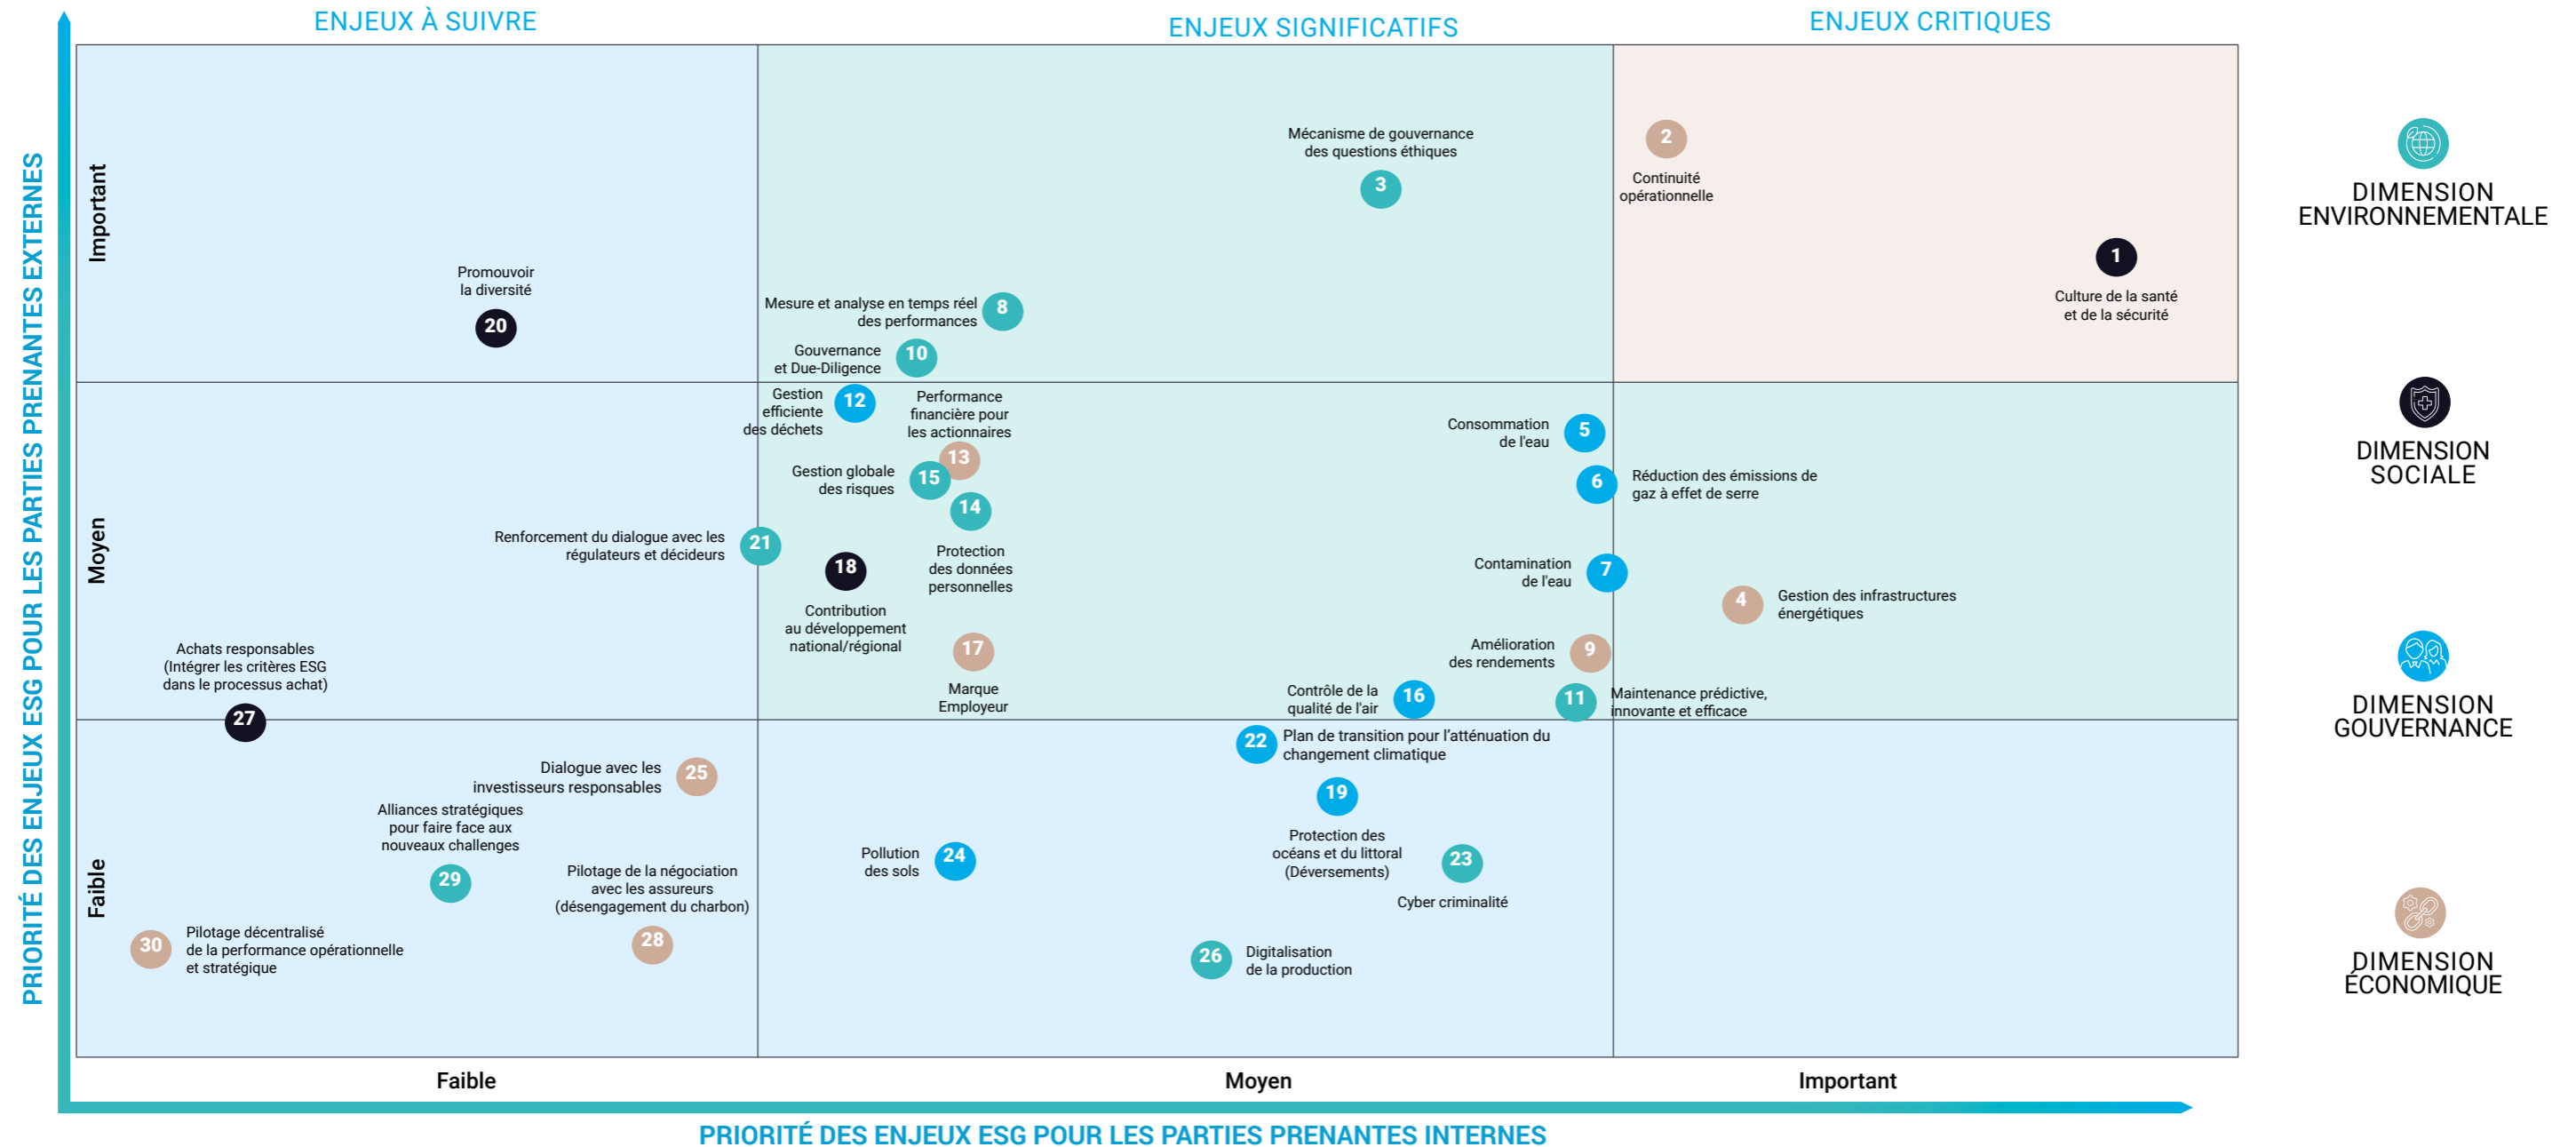 ENJEUX À SUIVRE
ENJEUX SIGNIFICATIFS
ENJEUX CRITIQUES
PRIORITÉ DES ENJEUX ESG POUR LES PARTIES PRENANTES EXTERNES
Important
Moyen
Faible
Mécanisme de gouvernance
des questions éthiques
3
2
Continuité
opérationnelle
1
Culture de la santé
et de la sécurité
Promouvoir
la diversité
20
Mesure et analyse en temps réel
des performances
8
Gouvernance
et Due-Diligence
10
Gestion
efficiente
des déchets
12
Performance
financière pour
les actionnaires
13
Gestion globale
des risques
15
14
Protection
des données
personnelles
Consommation
de l'eau
5
6
Réduction des émissions de
gaz à effet de serre
Renforcement du dialogue avec les
régulateurs et décideurs
21
18
Contribution
au développement
national/régional
Contamination
de l'eau
7
4
Gestion des infrastructures
énergétiques
17
Marque
Employeur
Amélioration
des rendements
9
Contrôle de la
qualité de l'air
16
11
Maintenance prédictive,
innovante et efficace
Achats responsables
(Intégrer les critères ESG
dans le processus achat)
27
22
Plan de transition pour l’atténuation du
changement climatique
Dialogue avec les
investisseurs responsables
25
19
Protection des
océans et du littoral
(Déversements)
Alliances stratégiques
pour faire face aux
nouveaux challenges
29
Pollution
des sols
24
23
Cyber criminalité
Pilotage de la négociation
avec les assureurs
(désengagement du charbon)
28
30
Pilotage décentralisé
de la performance opérationnelle
et stratégique
26
Digitalisation
de la production
Faible
Moyen
Important
PRIORITÉ DES ENJEUX ESG POUR LES PARTIES PRENANTES INTERNES
DIMENSION
ENVIRONNEMENTALE
DIMENSION
SOCIALE
DIMENSION
GOUVERNANCE
DIMENSION
ÉCONOMIQUE